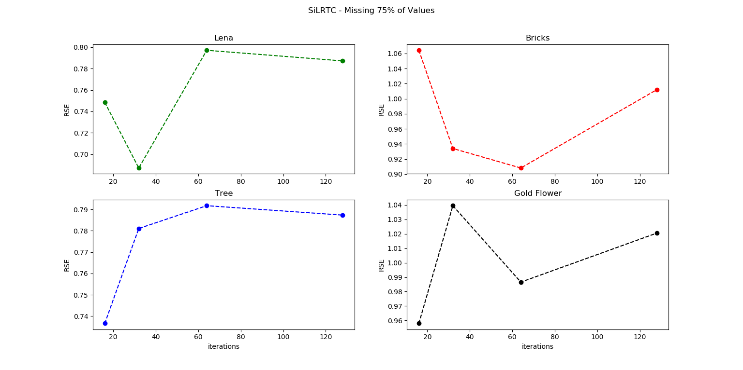 SiLRTC - Missing 75% of Values
Lena
RSE
0.80
0.78
0.76
0.74
0.72
0.70
20 40 60 80 100 120
Bricks
RSE
1.06
1.04
1.02
1.00
0.98
0.96
0.94
0.92
0.90
20 40 60 80 100 120
Tree
RSE
0.79
0.78
0.77
0.76
0.75
0.74
20 40 60 80 100 120
iterations
Gold Flower
RSE
1.04
1.03
1.02
1.01
1.00
0.99
0.98
0.97
0.96
20 40 60 80 100 120
iterations